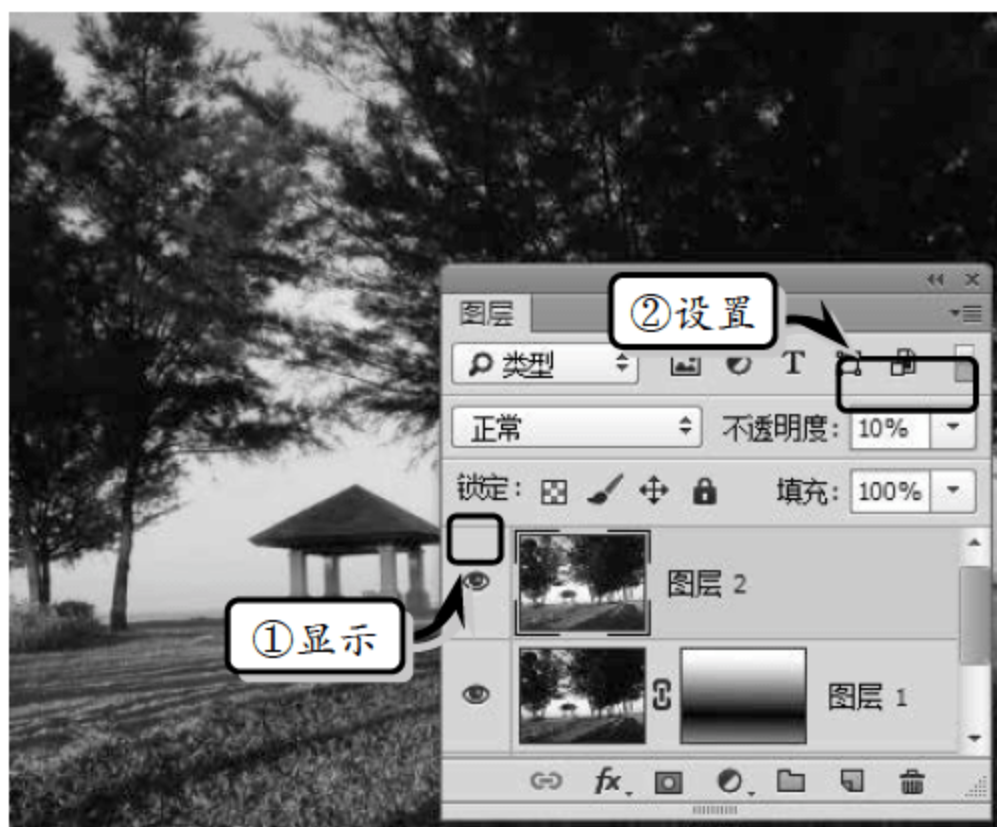 图层
②设置
类型
T
正常
不透明度：
10%
锁定：
填充：
100%
图层 2
①显示
图层 1
fx.